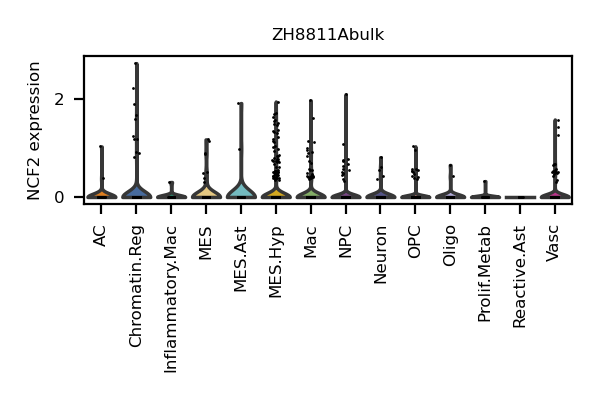 ZH8811Abulk
NCF2 expression
2
0
AC
Chromatin.Reg
Inflammatory.Mac
MES
MES.Ast
MES.Hyp
Mac
NPC
Neuron
OPC
Oligo
Prolif.Metab
Reactive.Ast
Vasc